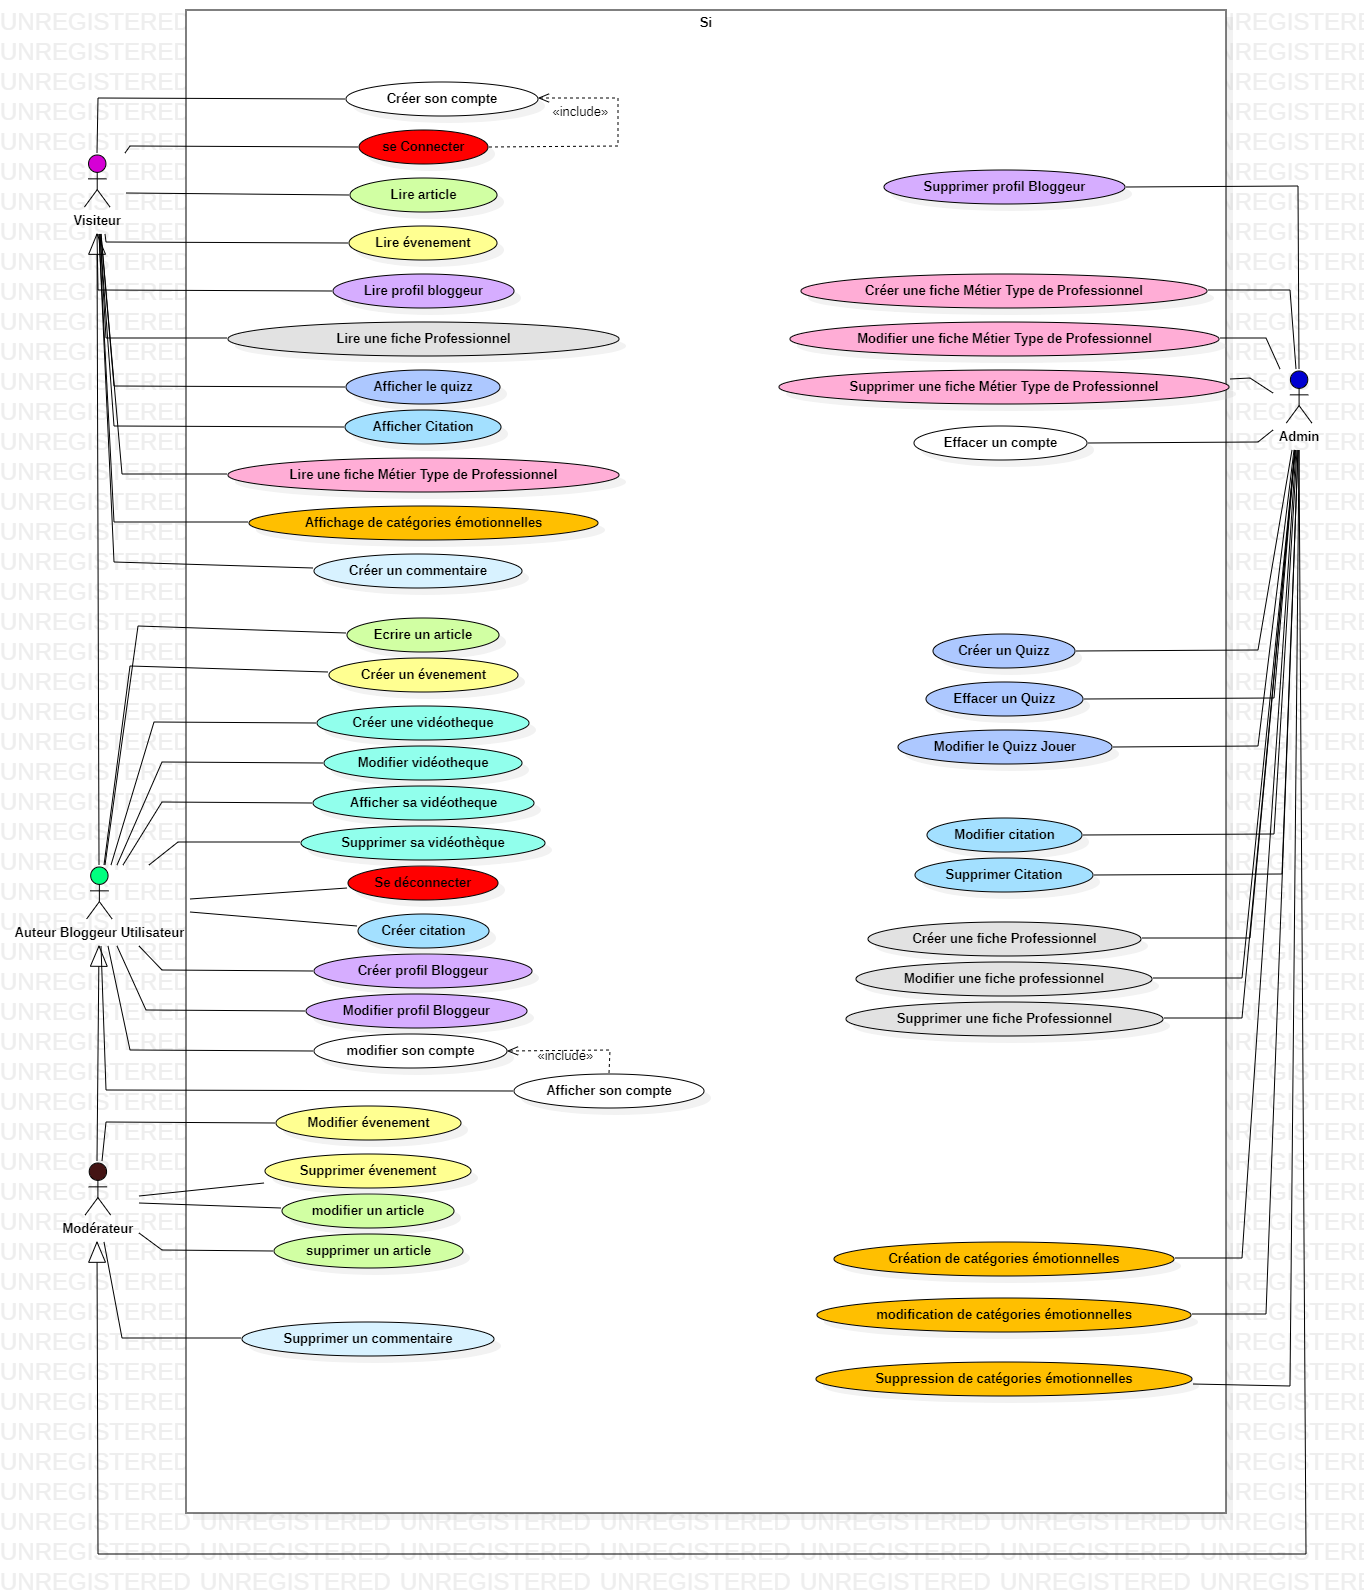 Si
Créer son compte
«include»
se Connecter
Lire article
Supprimer profil Bloggeur
Visiteur
Lire évenement
Lire profil bloggeur
Créer une fiche Métier Type de Professionnel
Lire une fiche Professionnel
Modifier une fiche Métier Type de Professionnel
Afficher le quizz
Supprimer une fiche Métier Type de Professionnel
Afficher Citation
Admin
Effacer un compte
Lire une fiche Métier Type de Professionnel
Affichage de catégories émotionnelles
Créer un commentaire
Ecrire un article
Créer un Quizz
Créer un évenement
Effacer un Quizz
Créer une vidéotheque
Modifier le Quizz Jouer
Modifier vidéotheque
Afficher sa vidéotheque
Modifier citation
Supprimer sa vidéothèque
Supprimer Citation
Se déconnecter
Auteur Bloggeur Utilisateur
Créer citation
Créer une fiche Professionnel
Créer profil Bloggeur
Modifier une fiche professionnel
Modifier profil Bloggeur
Supprimer une fiche Professionnel
modifier son compte
«include»
Afficher son compte
Modifier évenement
Supprimer évenement
modifier un article
Modérateur
supprimer un article
Création de catégories émotionnelles
modification de catégories émotionnelles
Supprimer un commentaire
Suppression de catégories émotionnelles
UNREGISTERED UNREGISTERED UNREGISTERED UNREGISTERED UNREGISTERED UNREGISTERED UNREGISTERED